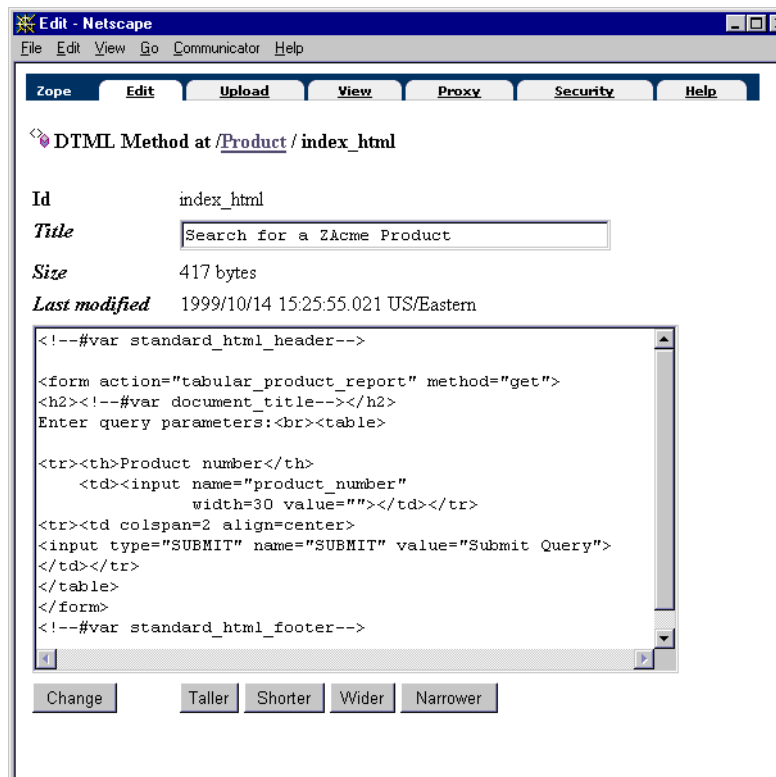 Edit - Netscape
File Edit View Go Communicator Help
Zope Edit Upload View Proxy Security Help
DTML Method at /Product / index_html
Id index_html
Title Search for a ZAcme Product
Size 417 bytes
Last modified 1999/10/14 15:25:55.021 US/Eastern
<!--#var standard_html_header-->
<form action="tabular_product_report" method="get">
<h2><!--#var document_title--></h2>
Enter query parameters:<br><table>
<tr><th>Product number</th>
<td><input name="product_number"
width=30 value=""></td></tr>
<tr><td colspan=2 align=center>
<input type="SUBMIT" name="SUBMIT" value="Submit Query">
</td></tr>
</table>
</form>
<!--#var standard_html_footer-->
Change Taller Shorter Wider Narrower